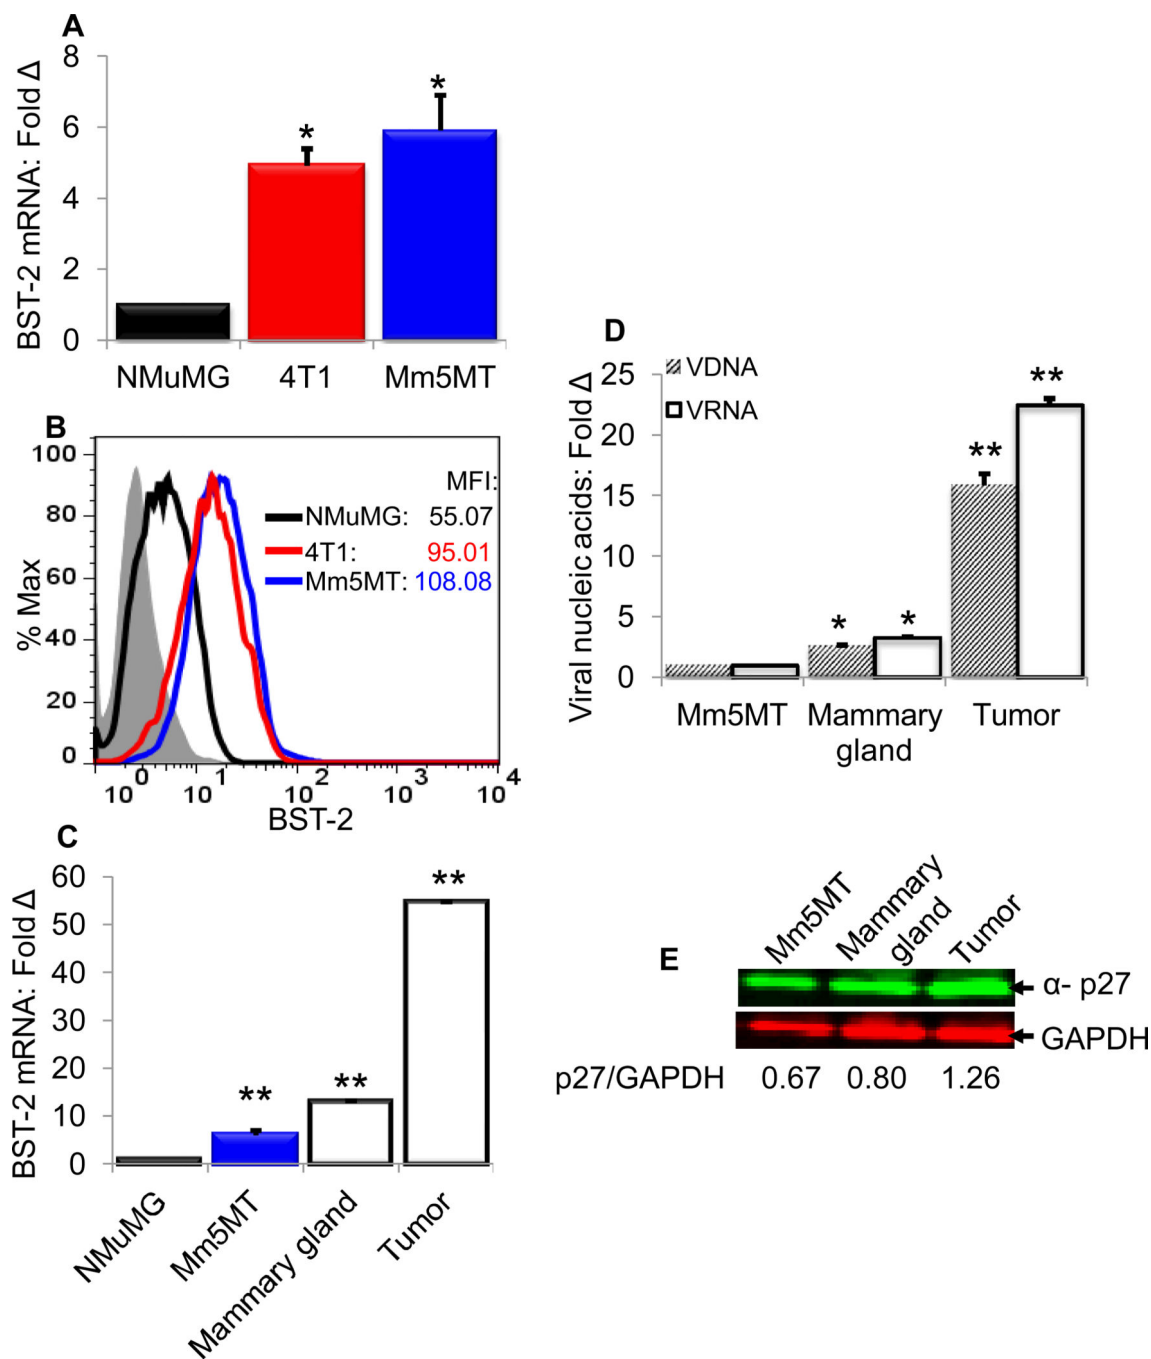 A
BST-2 mRNA: Fold Δ
8
6
4
2
0
*
*
NMuMG 4T1 Mm5MT
B
% Max
100
80
60
40
20
0
MFI:
NMuMG: 55.07
4T1: 95.01
Mm5MT: 108.08
10^0 10^1 10^2 10^3 10^4
BST-2
C
BST-2 mRNA: Fold Δ
60
50
40
30
20
10
0
**
**
**
NMuMG
Mm5MT
Mammary gland
Tumor
D
Viral nucleic acids: Fold Δ
VDNA
VRNA
25
20
15
10
5
0
* *
** **
Mm5MT Mammary Tumor
gland
E
Mm5MT
Mammary
gland
Tumor
α- p27
GAPDH
p27/GAPDH 0.67 0.80 1.26